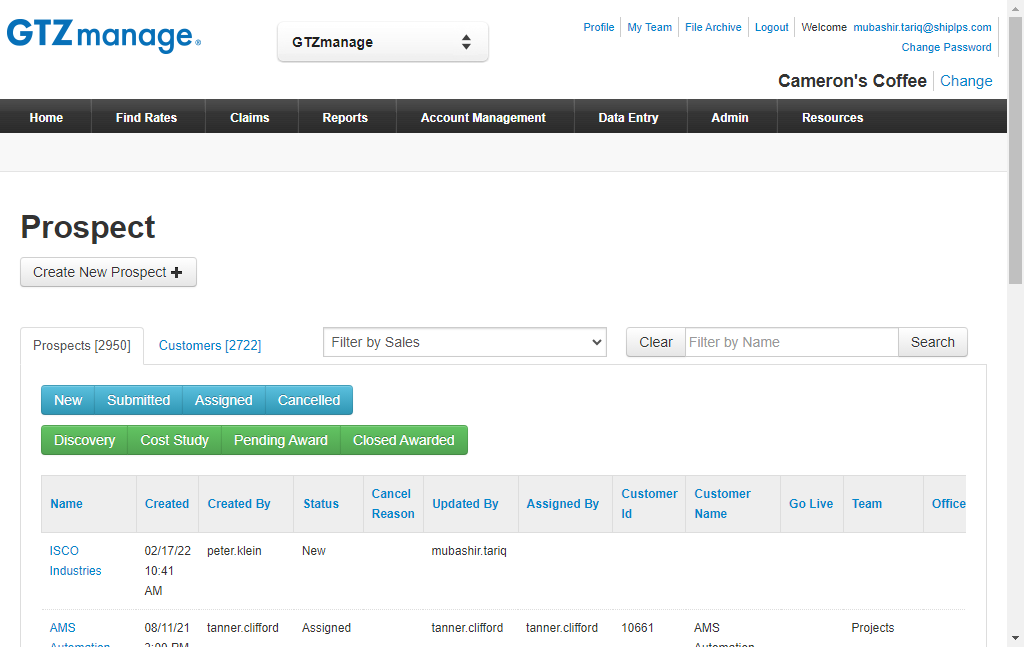 GTZmanage®
GTZmanage
Profile My Team File Archive Logout Welcome mubashir.tariq@shiplps.com
Change Password
Cameron's Coffee Change
Home Find Rates Claims Reports Account Management Data Entry Admin Resources
Prospect
Create New Prospect
Prospects [2950] Customers [2722] Filter by Sales Clear Filter by Name Search
New Submitted Assigned Cancelled
Discovery Cost Study Pending Award Closed Awarded
Name Created Created By Status Cancel Reason Updated By Assigned By Customer Id Customer Name Go Live Team Office
ISCO 02/17/22 peter.klein New mubashir.tariq
Industries 10:41
AM
AMS 08/11/21 tanner.clifford Assigned tanner.clifford tanner.clifford 10661 AMS Projects
Automation 2:00 PM Automation